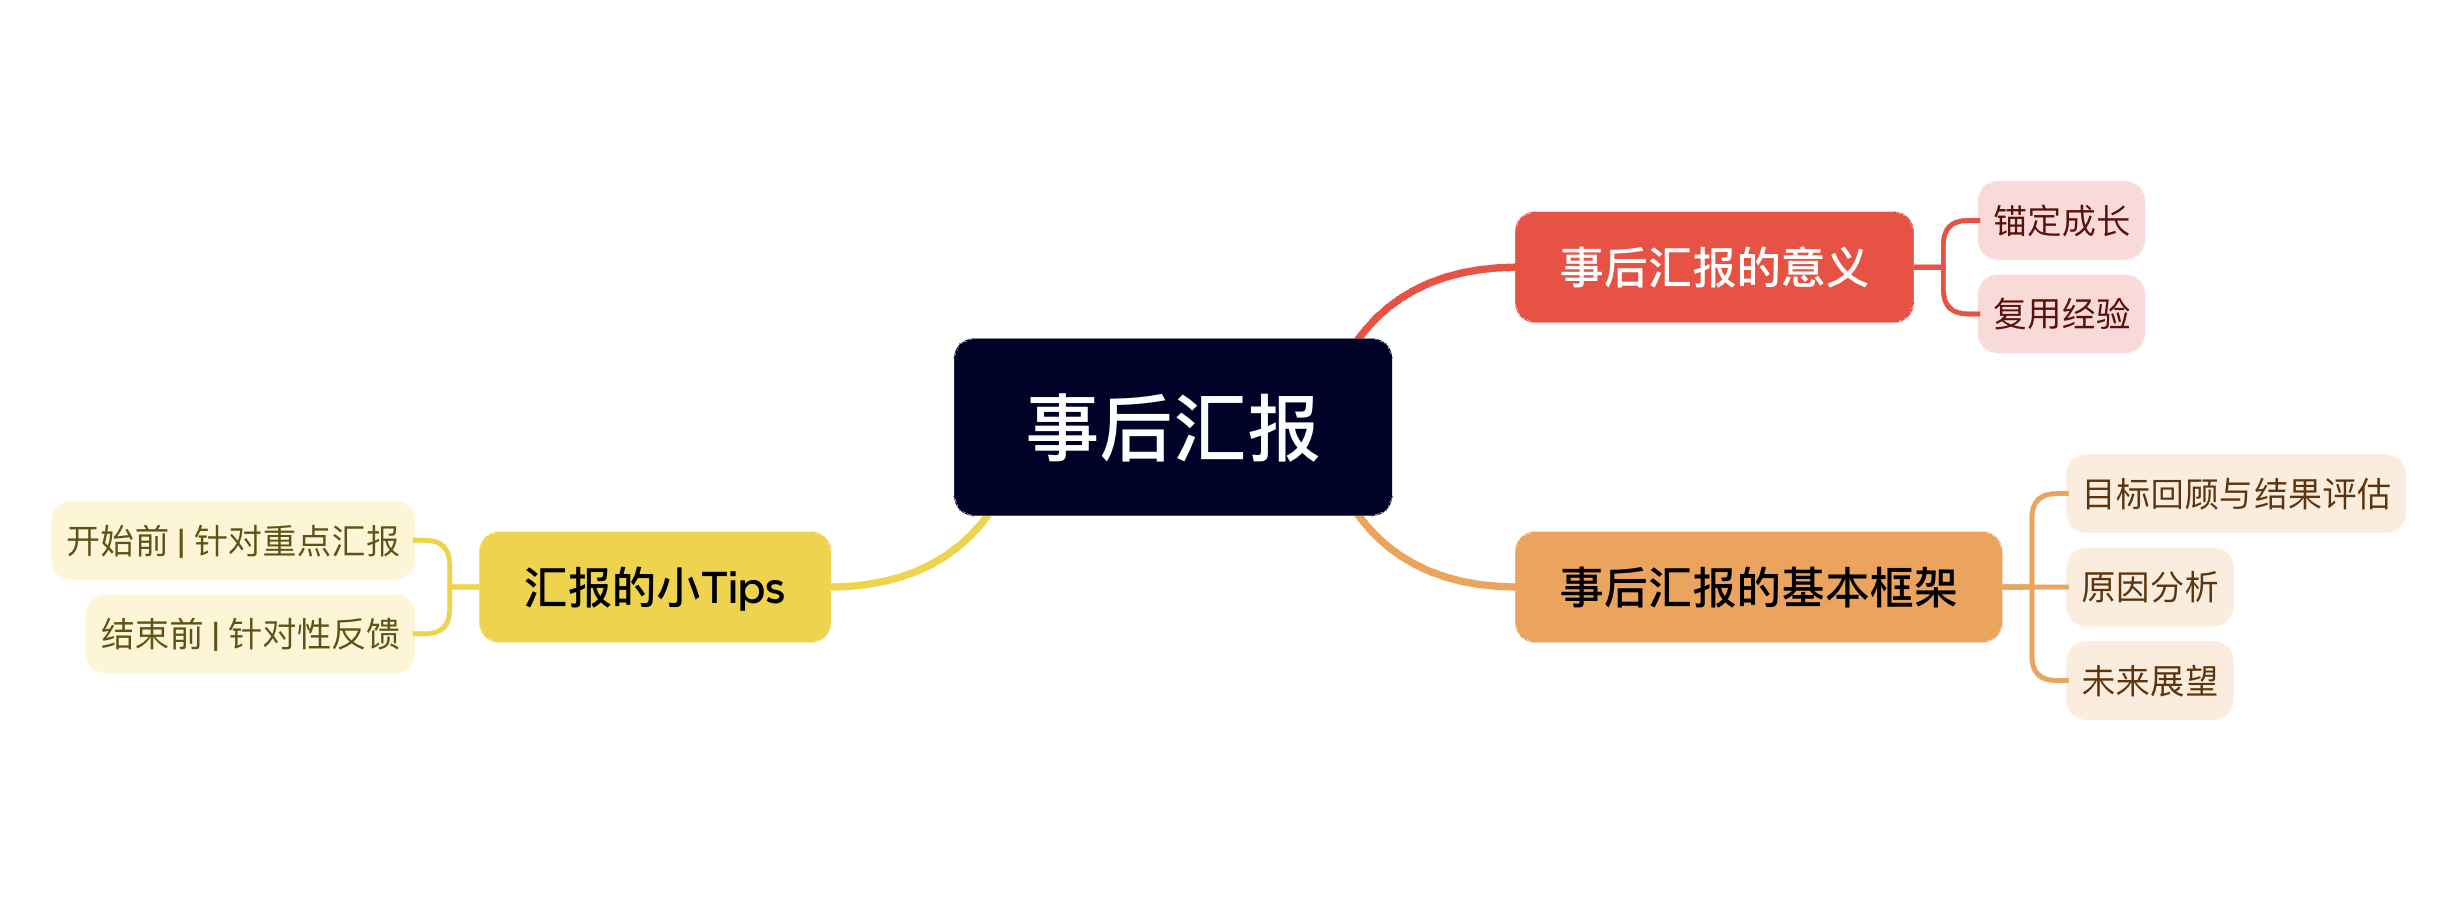 事后汇报
事后汇报的意义
锚定成长
复用经验
事后汇报的基本框架
目标回顾与结果评估
原因分析
未来展望
汇报的小Tips
开始前 | 针对重点汇报
结束前 | 针对性反馈